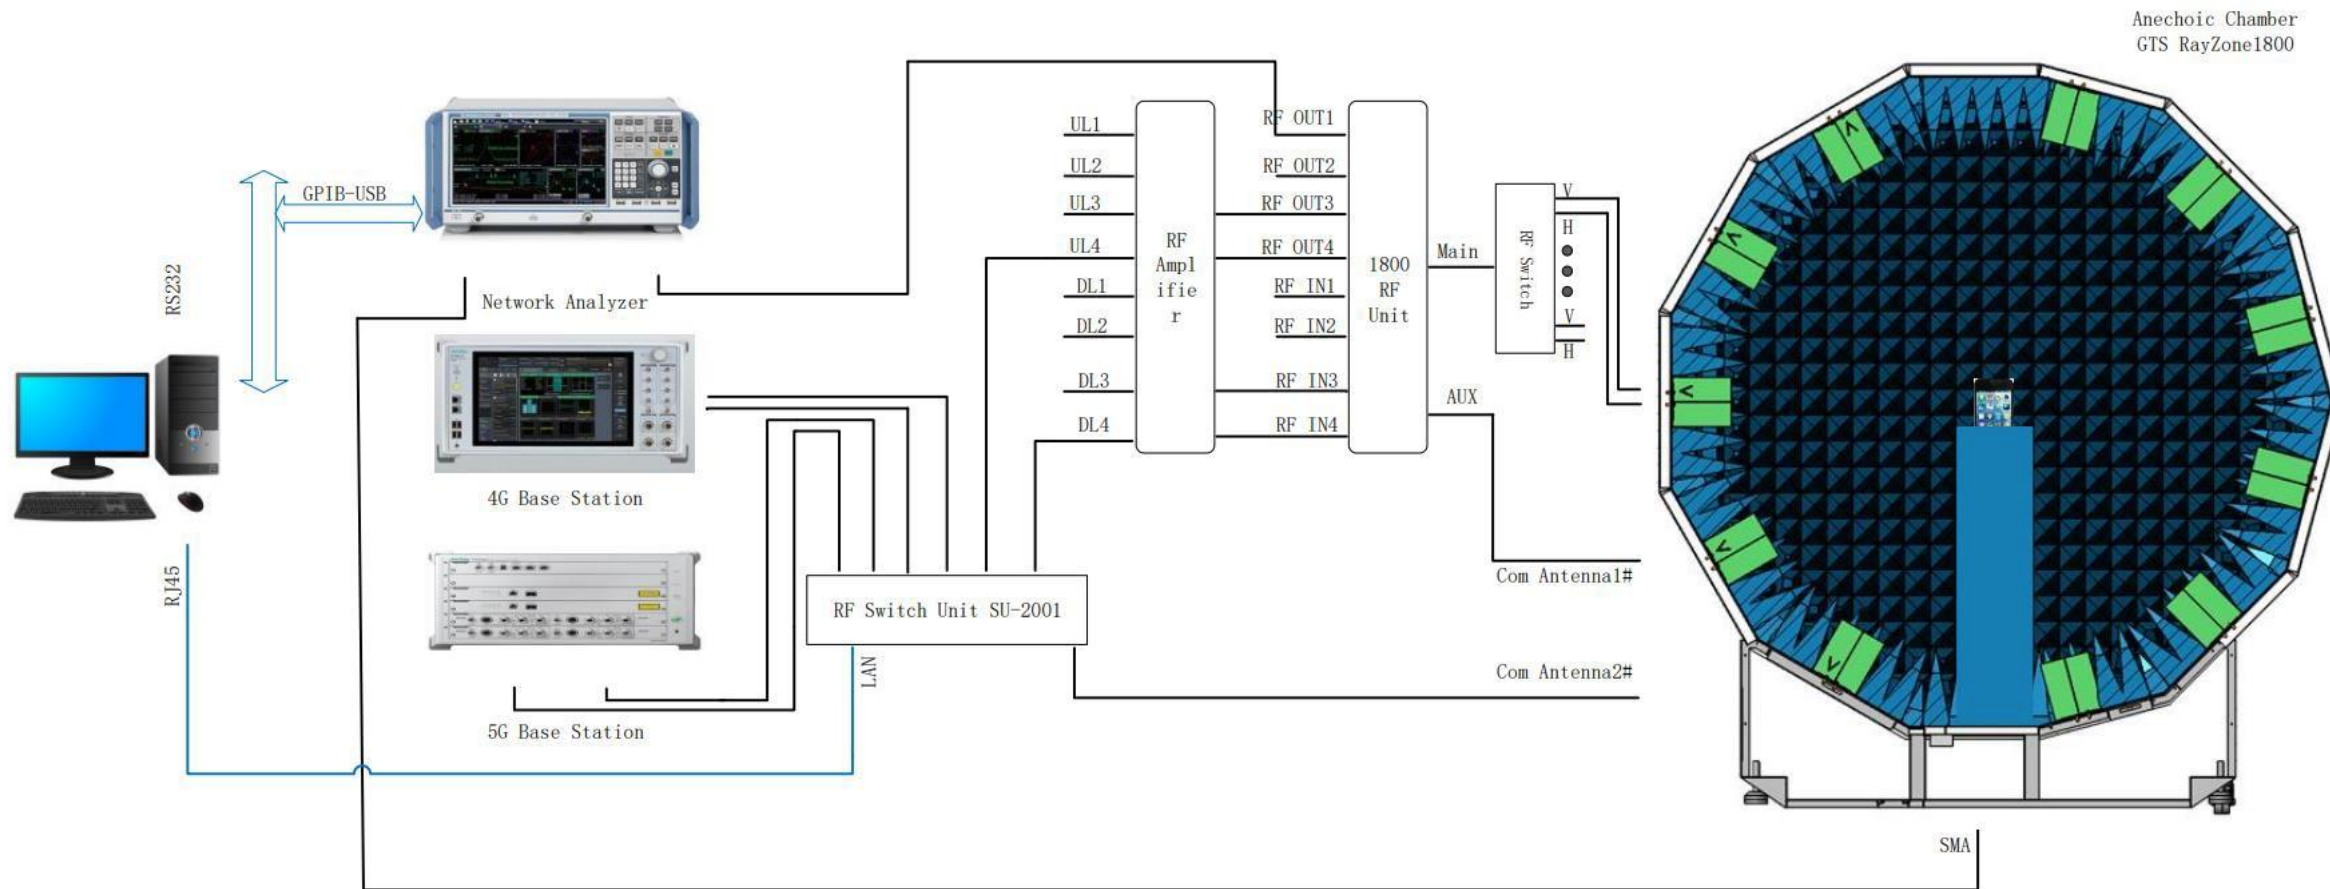 Anechoic Chamber
GTS RayZone1800
GPIB-USB
RS232
Network Analyzer
4G Base Station
5G Base Station
RJ45
LAN
RF Switch Unit SU-2001
UL1
UL2
UL3
UL4
DL1
DL2
DL3
DL4
RF
Ampl
ifie
r
RF OUT1
RF OUT2
RF OUT3
RF OUT4
RF IN1
RF IN2
RF IN3
RF IN4
1800
RF
Unit
Main
AUX
RF Switch
V
H
V
H
Com Antenna1#
Com Antenna2#
V
V
V
V
V
SMA